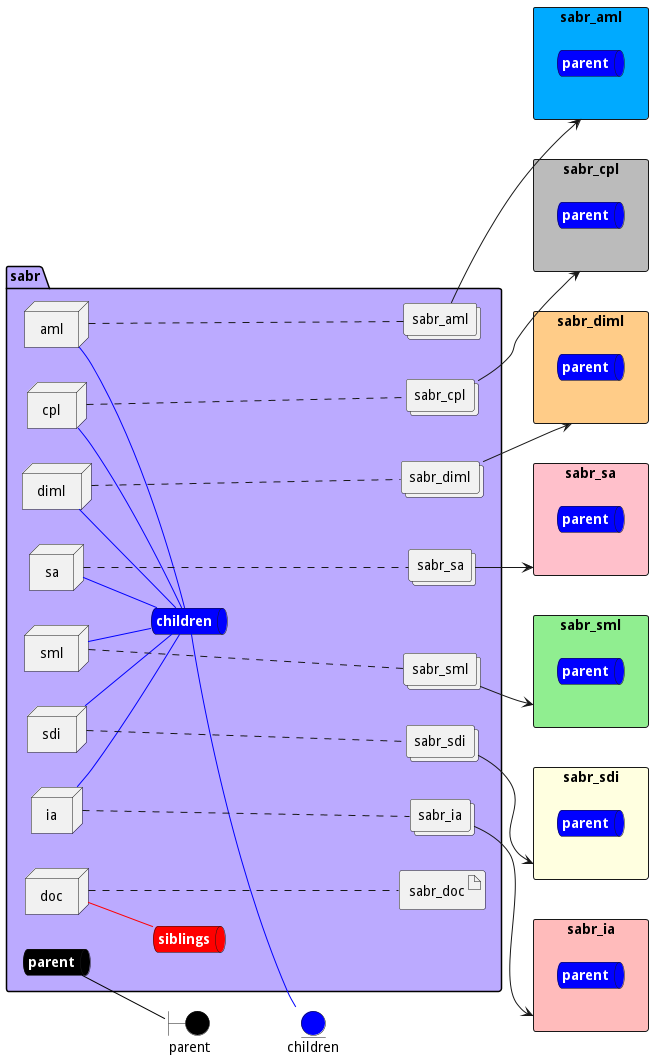 sabr_aml
parent
sabr_cpl
parent
sabr
aml
sabr_aml
sabr_diml
parent
cpl
sabr_cpl
diml
sabr_diml
sabr_sa
parent
sa
sabr_sa
children
sabr_sml
parent
sml
sabr_sml
sdi
sabr_sdi
sabr_sdi
parent
ia
sabr_ia
doc
sabr_doc
siblings
sabr_ia
parent
parent
parent
children